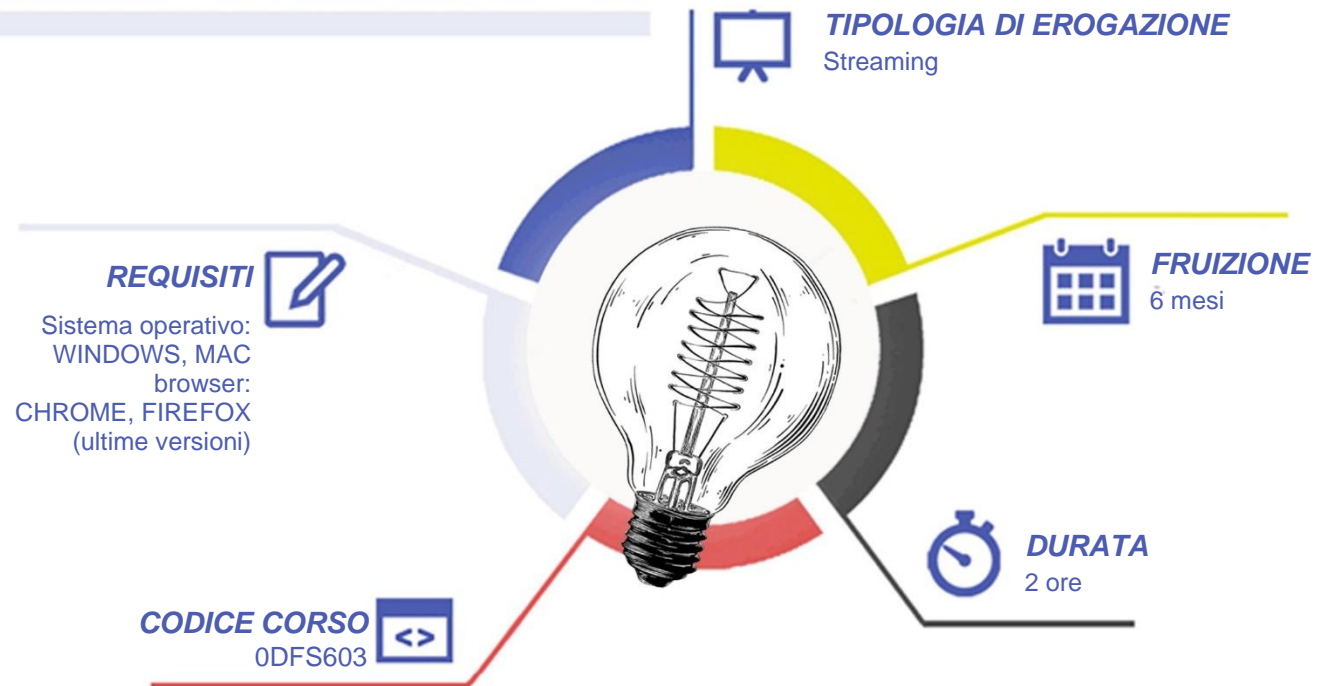 TIPOLOGIA DI EROGAZIONE
Streaming
REQUISITI
Sistema operativo:
WINDOWS, MAC
browser:
CHROME, FIREFOX
(ultime versioni)
FRUIZIONE
6 mesi
DURATA
2 ore
CODICE CORSO
0DFS603